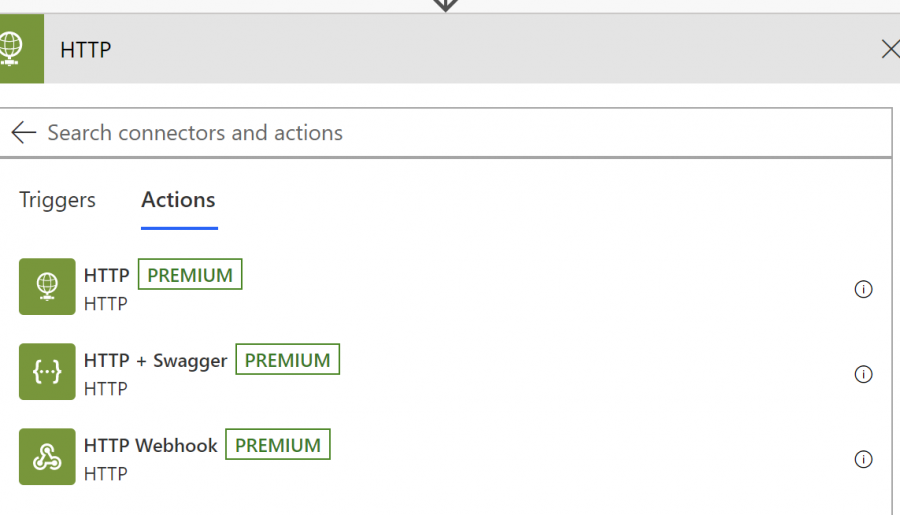 HTTP
Search connectors and actions
Triggers Actions
HTTP PREMIUM
HTTP
HTTP + Swagger PREMIUM
HTTP
HTTP Webhook PREMIUM
HTTP